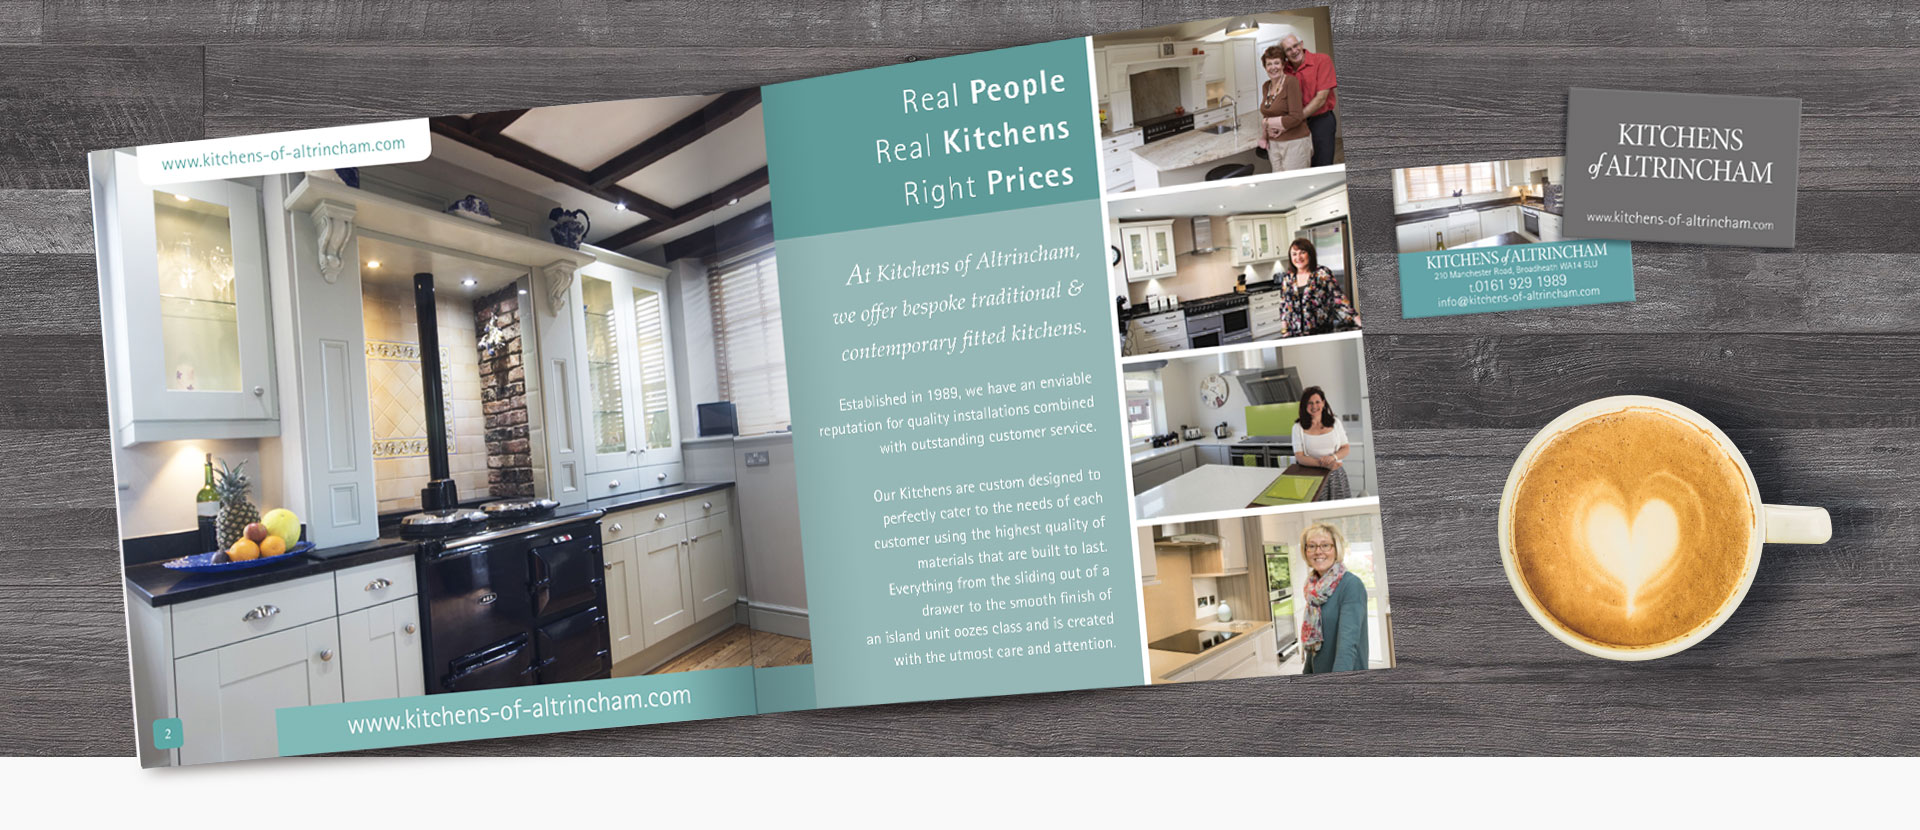 www.kitchens-of-altrincham.com
www.kitchens-of-altrincham.com
2
Real People
Real Kitchens
Right Prices
At Kitchens of Altrincham,
we offer bespoke traditional &
contemporary fitted kitchens.
Established in 1989, we have an enviable
reputation for quality installations combined
with outstanding customer service.
Our Kitchens are custom designed to
perfectly cater to the needs of each
customer using the highest quality of
materials that are built to last.
Everything from the sliding out of a
drawer to the smooth finish of
an island unit oozes class and is created
with the utmost care and attention.
KITCHENS
of ALTRINCHAM
www.kitchens-of-altrincham.com
KITCHENS of ALTRINCHAM
210 Manchester Road, Broadheath WA14 5LU
t.0161 929 1989
info@kitchens-of-altrincham.com